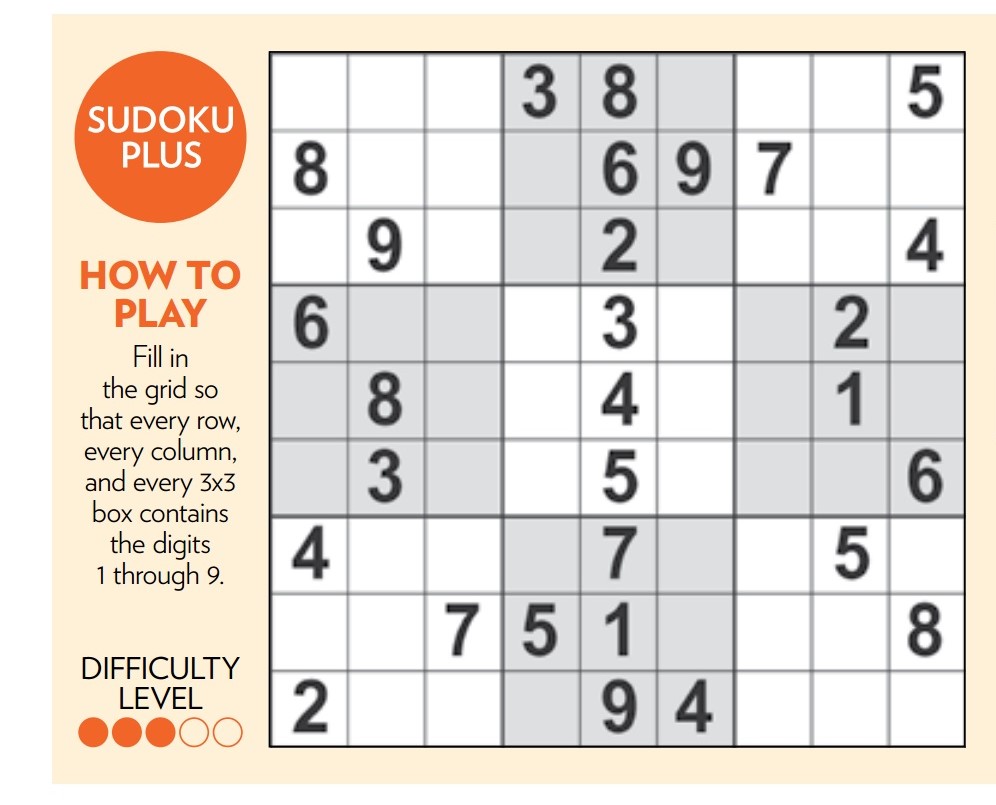 SUDOKU
PLUS
HOW TO
PLAY
Fill in
the grid so
that every row,
every column,
and every 3x3
box contains
the digits
1 through 9.
DIFFICULTY
LEVEL
3 8 5
8 6 9 7
9 2 4
6 3 2
8 4 1
3 5 6
4 7 5
7 5 1 8
2 9 4